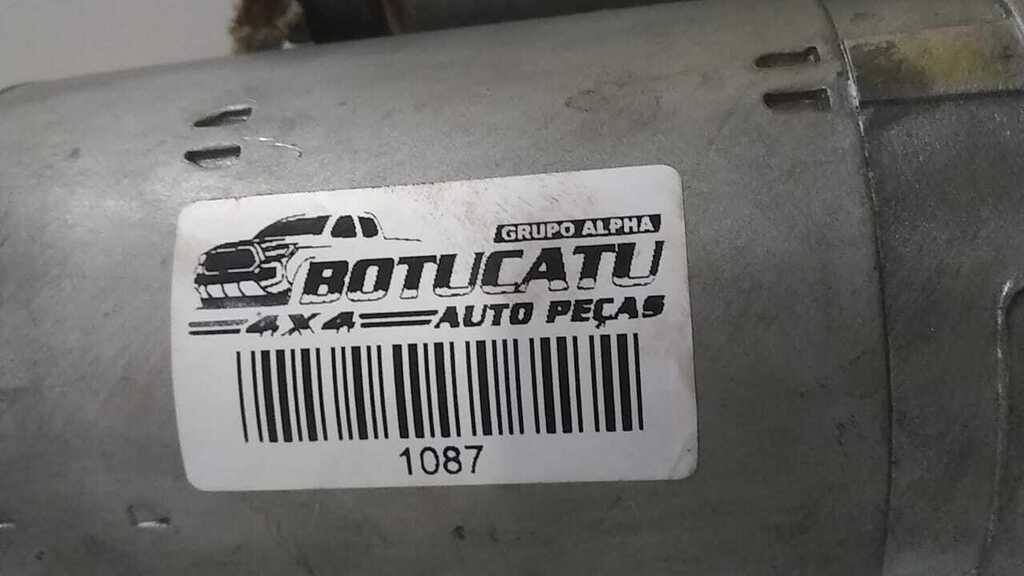 GRUPO ALPHA
BOTUCATU
4X4 AUTO PEÇAS
1087